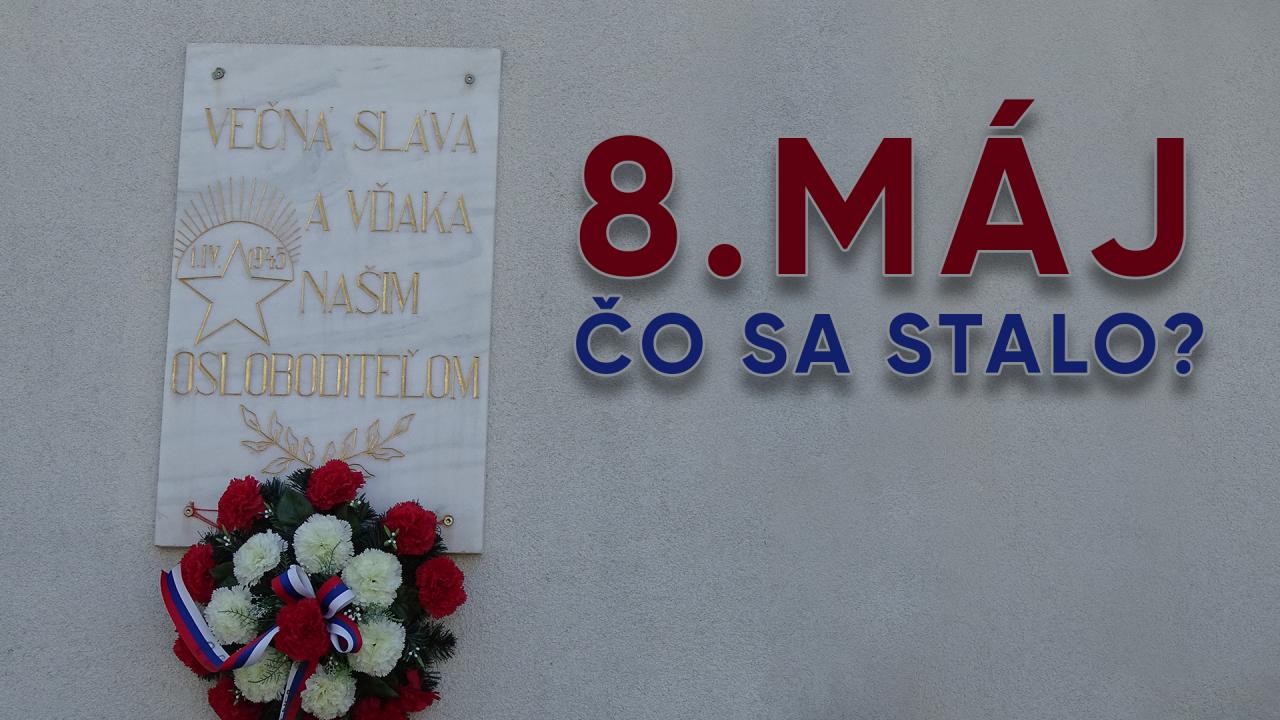 VEČNÁ SLÁVA
A VĎAKA
1.IV. 1945
NAŠIM
OSLOBODITEĽOM
8.MÁJ
ČO SA STALO?